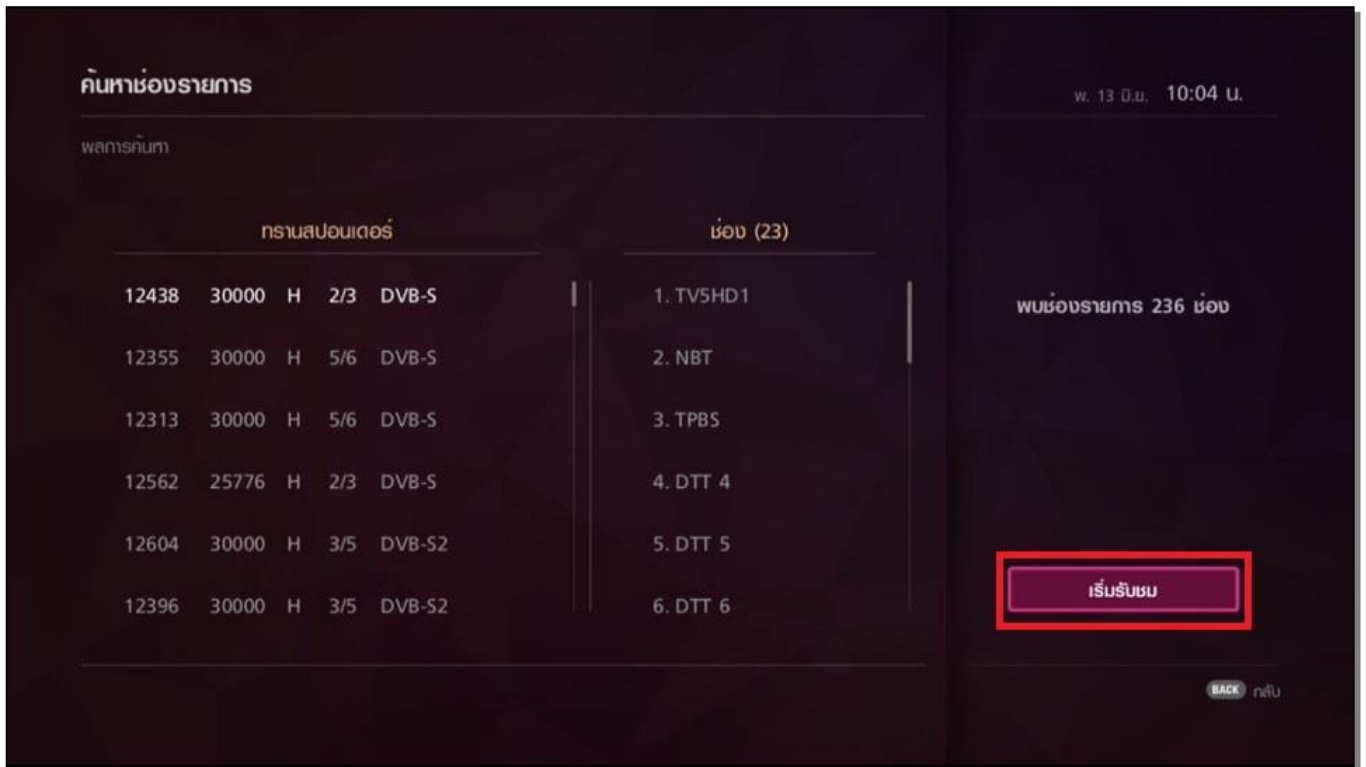 ค้นหาช่องรายการ
พ. 13 มิ.ย. 10:04 น.
ผลการค้นหา
ทรานสปอนเดอร์
ช่อง (23)
12438 30000 H 2/3 DVB-S
12355 30000 H 5/6 DVB-S
12313 30000 H 5/6 DVB-S
12562 25776 H 2/3 DVB-S
12604 30000 H 3/5 DVB-S2
12396 30000 H 3/5 DVB-S2
1. TV5HD1
2. NBT
3. TPBS
4. DTT 4
5. DTT 5
6. DTT 6
พบช่องรายการ 236 ช่อง
เริ่มรับชม
BACK กลับ